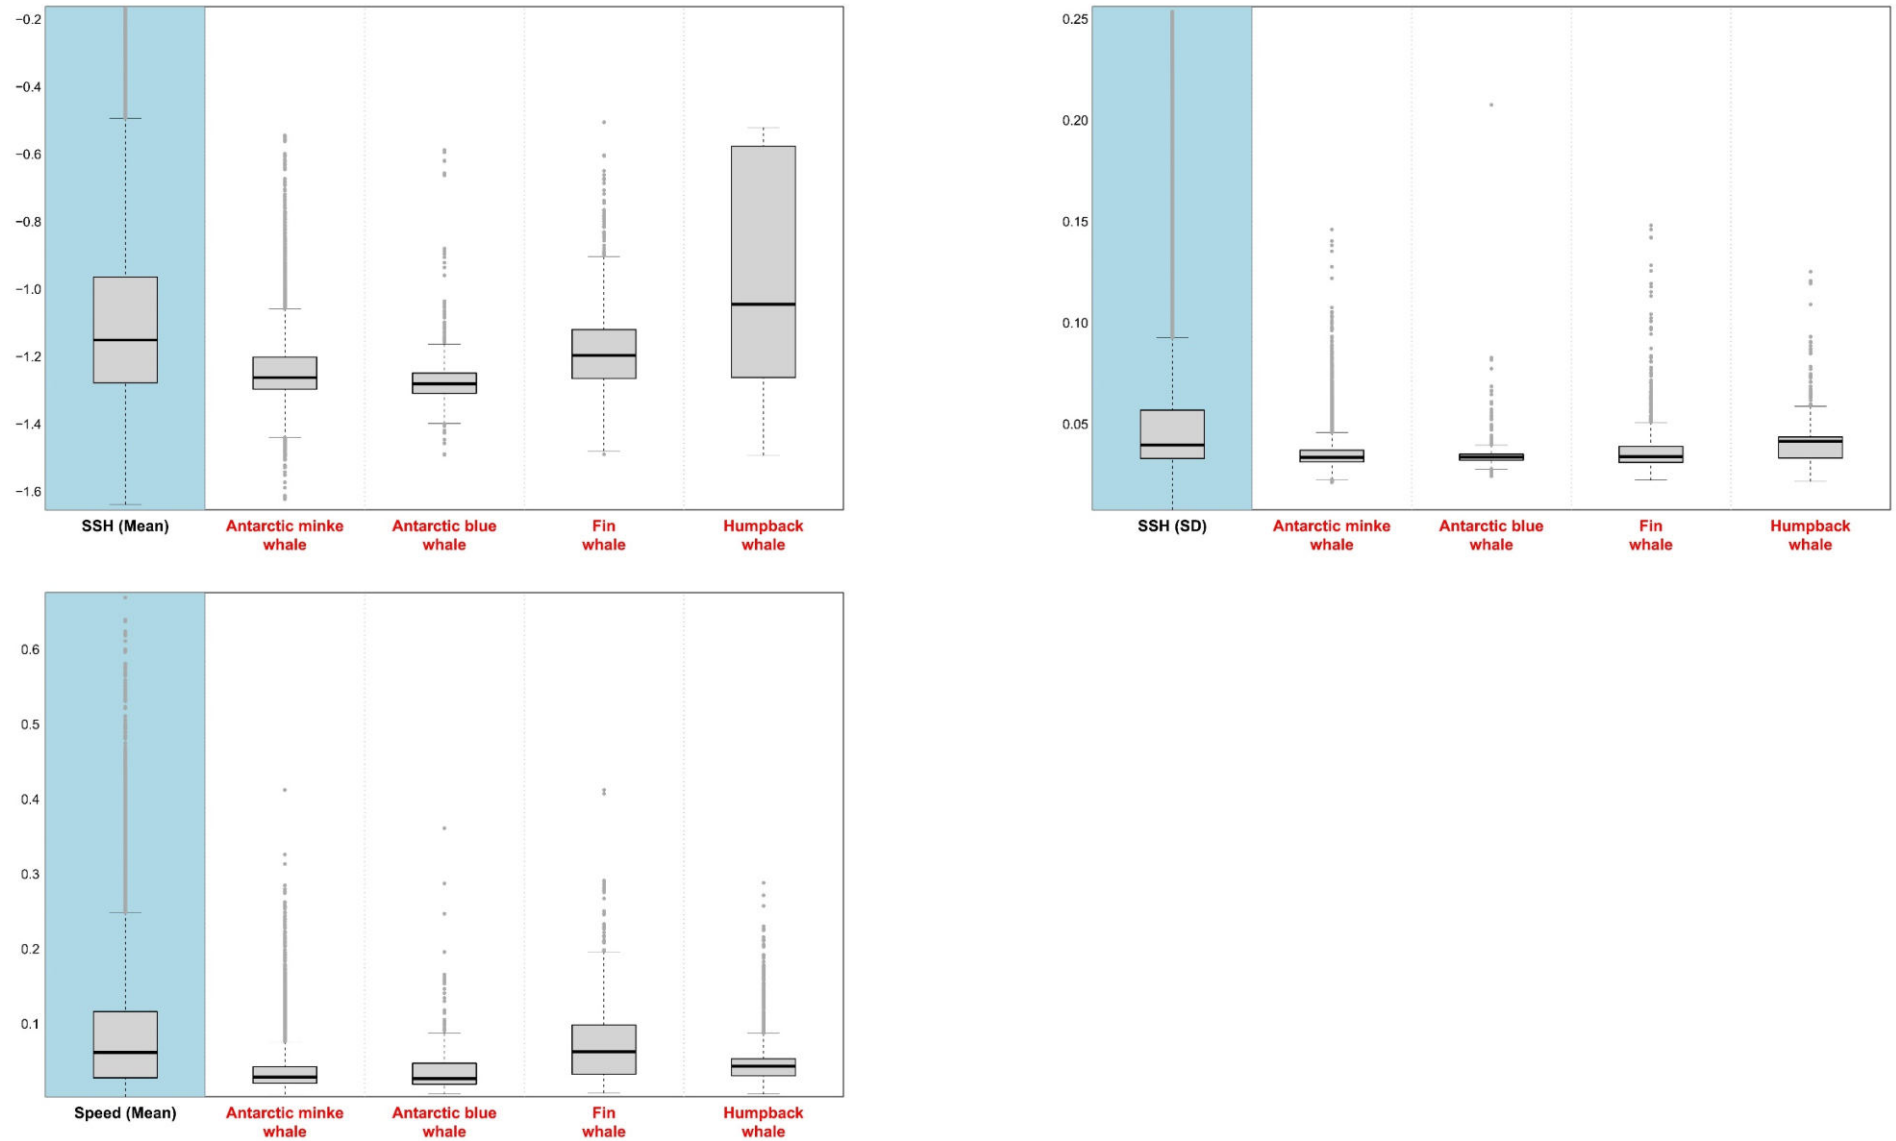 −0.2
−0.4
−0.6
−0.8
−1.0
−1.2
−1.4
−1.6
SSH (Mean)
Antarctic minke
whale
Antarctic blue
whale
Fin
whale
Humpback
whale
0.25
0.20
0.15
0.10
0.05
SSH (SD)
Antarctic minke
whale
Antarctic blue
whale
Fin
whale
Humpback
whale
0.6
0.5
0.4
0.3
0.2
0.1
Speed (Mean)
Antarctic minke
whale
Antarctic blue
whale
Fin
whale
Humpback
whale